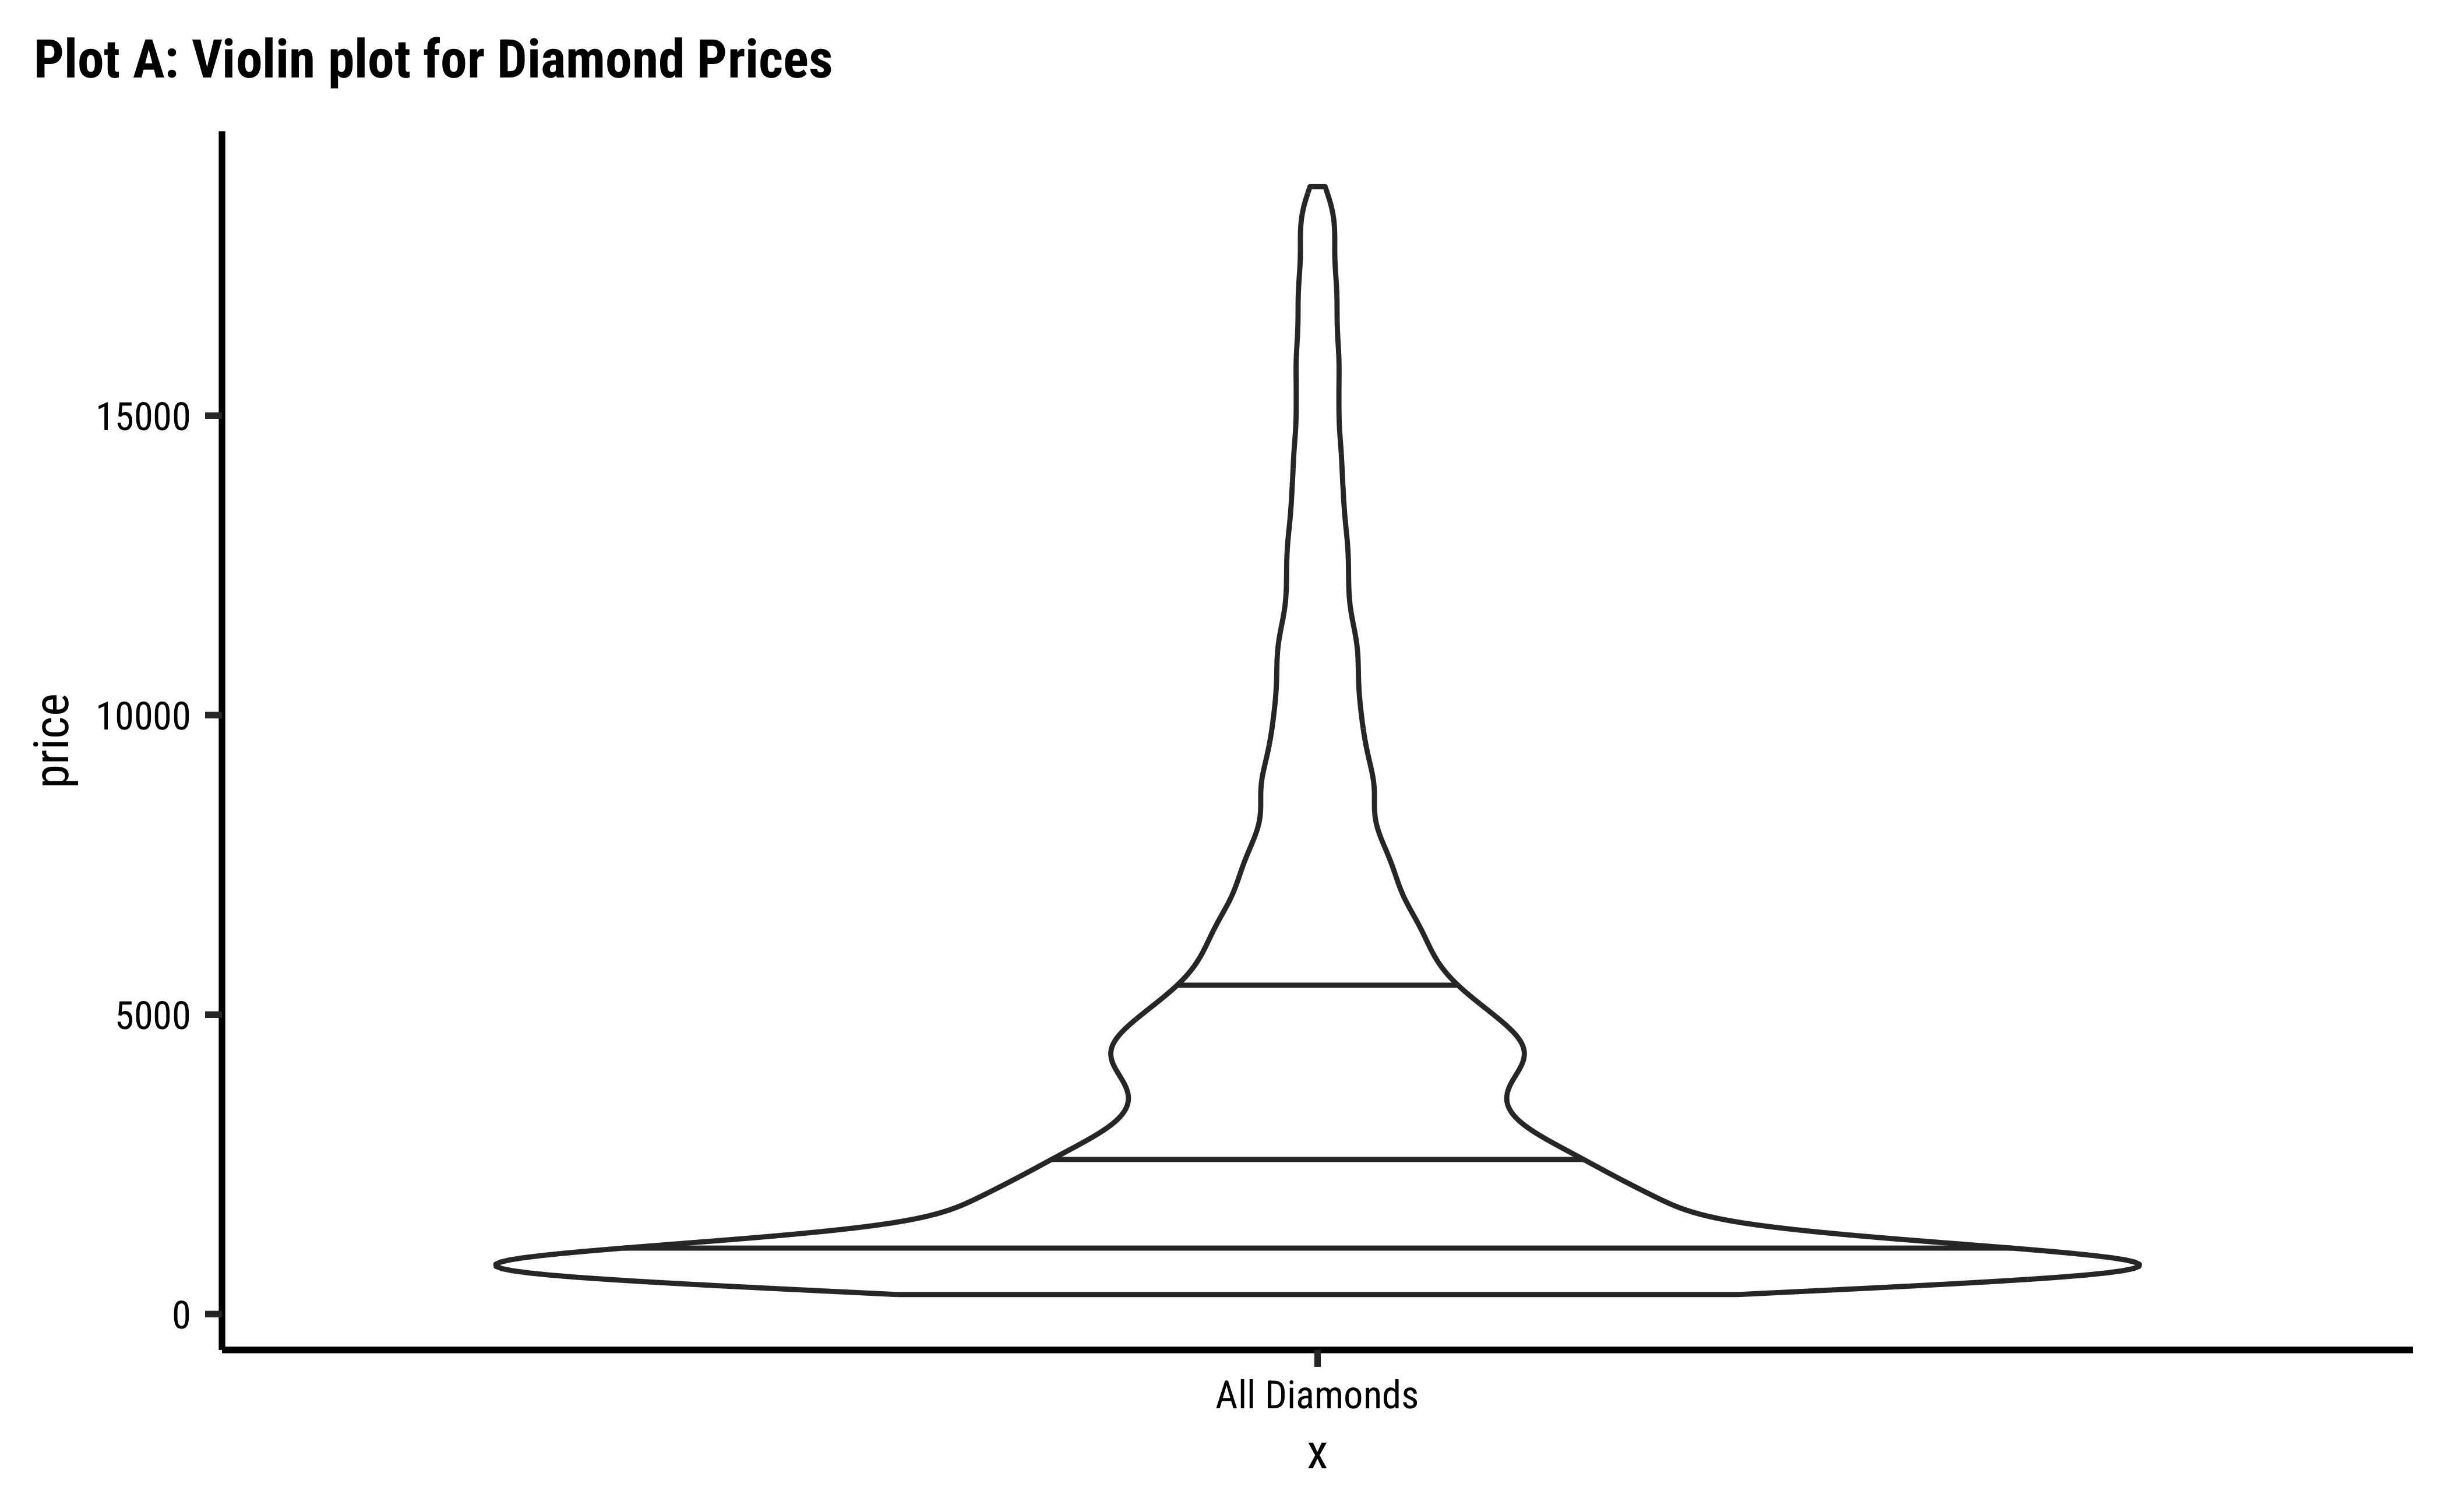 Plot A: Violin plot for Diamond Prices
price
15000
10000
5000
0
All Diamonds
x